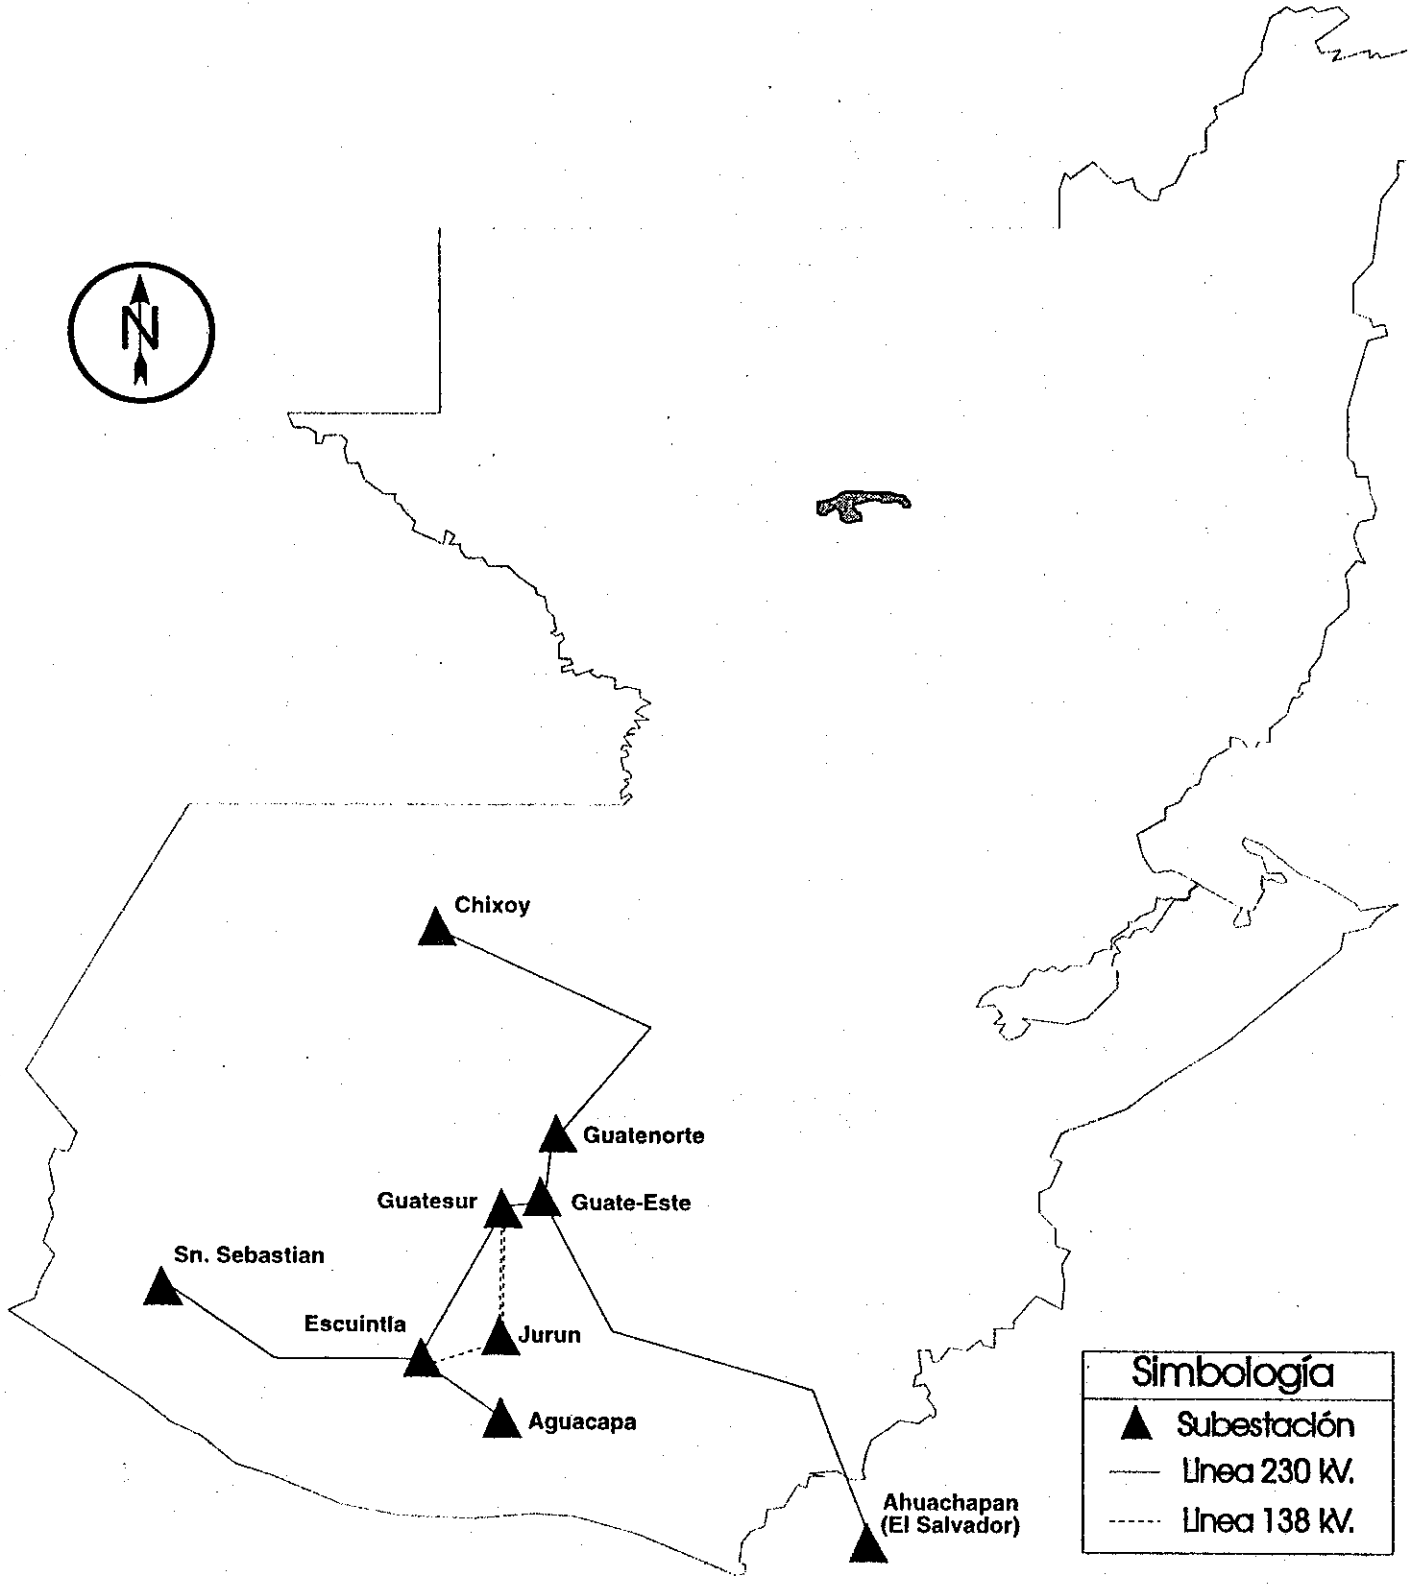 N
Chixoy
Guatenorte
Guatesur
Guate-Este
Sn. Sebastian
Escuintla
Jurun
Aguacapa
Ahuachapan
(El Salvador)
Simbología
Subestación
Linea 230 kV.
Linea 138 kV.